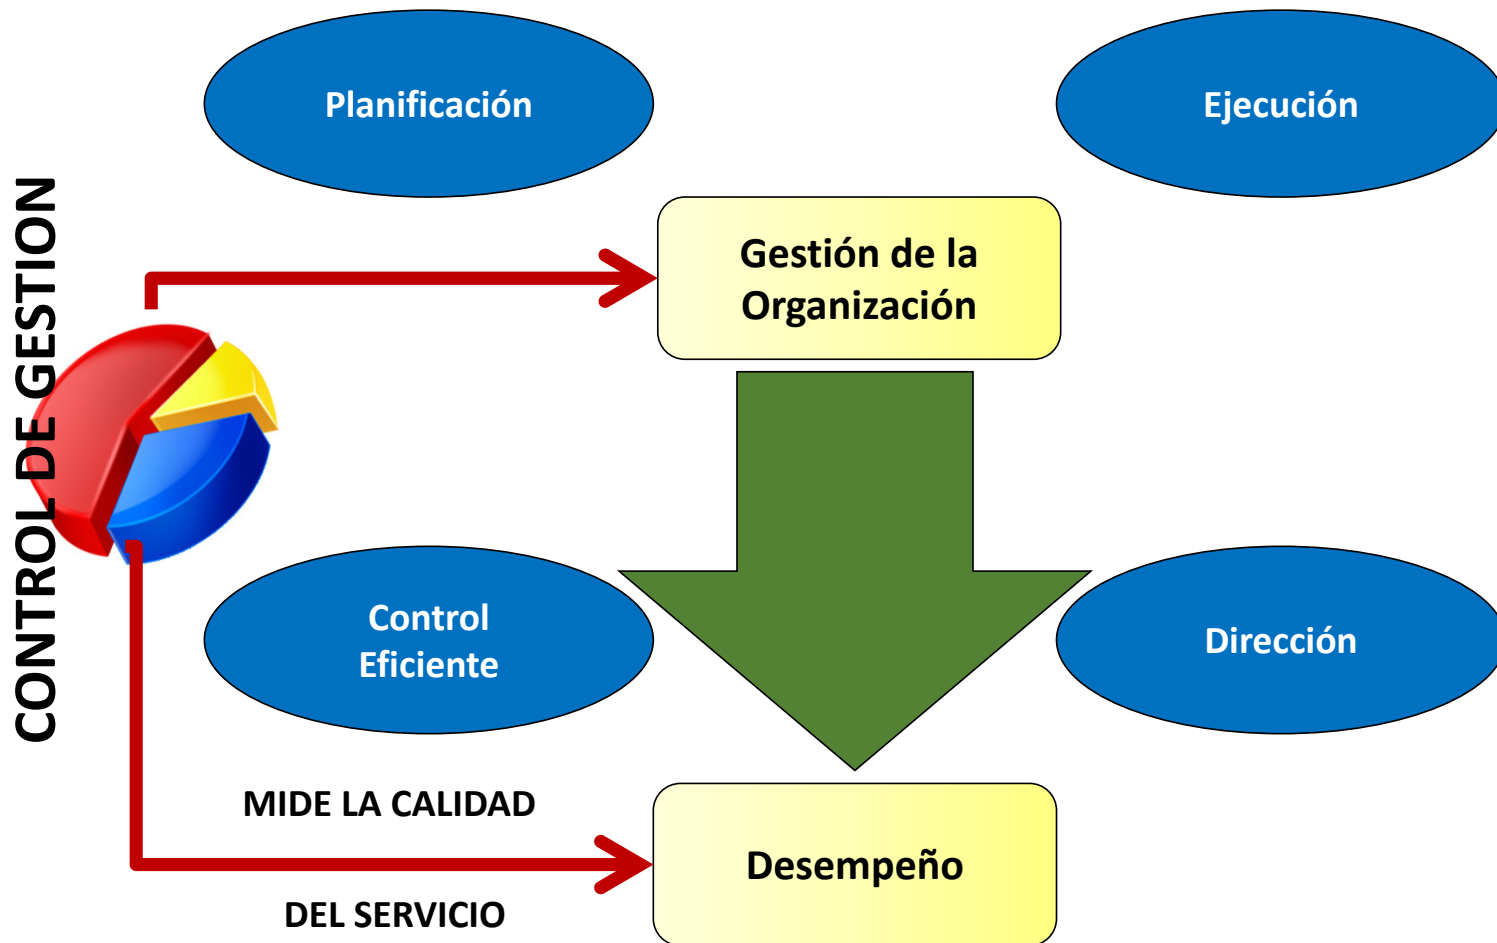 Planificación
Ejecución
CONTROL DE GESTION
Gestión de la
Organización
Control
Eficiente
Dirección
MIDE LA CALIDAD
Desempeño
DEL SERVICIO